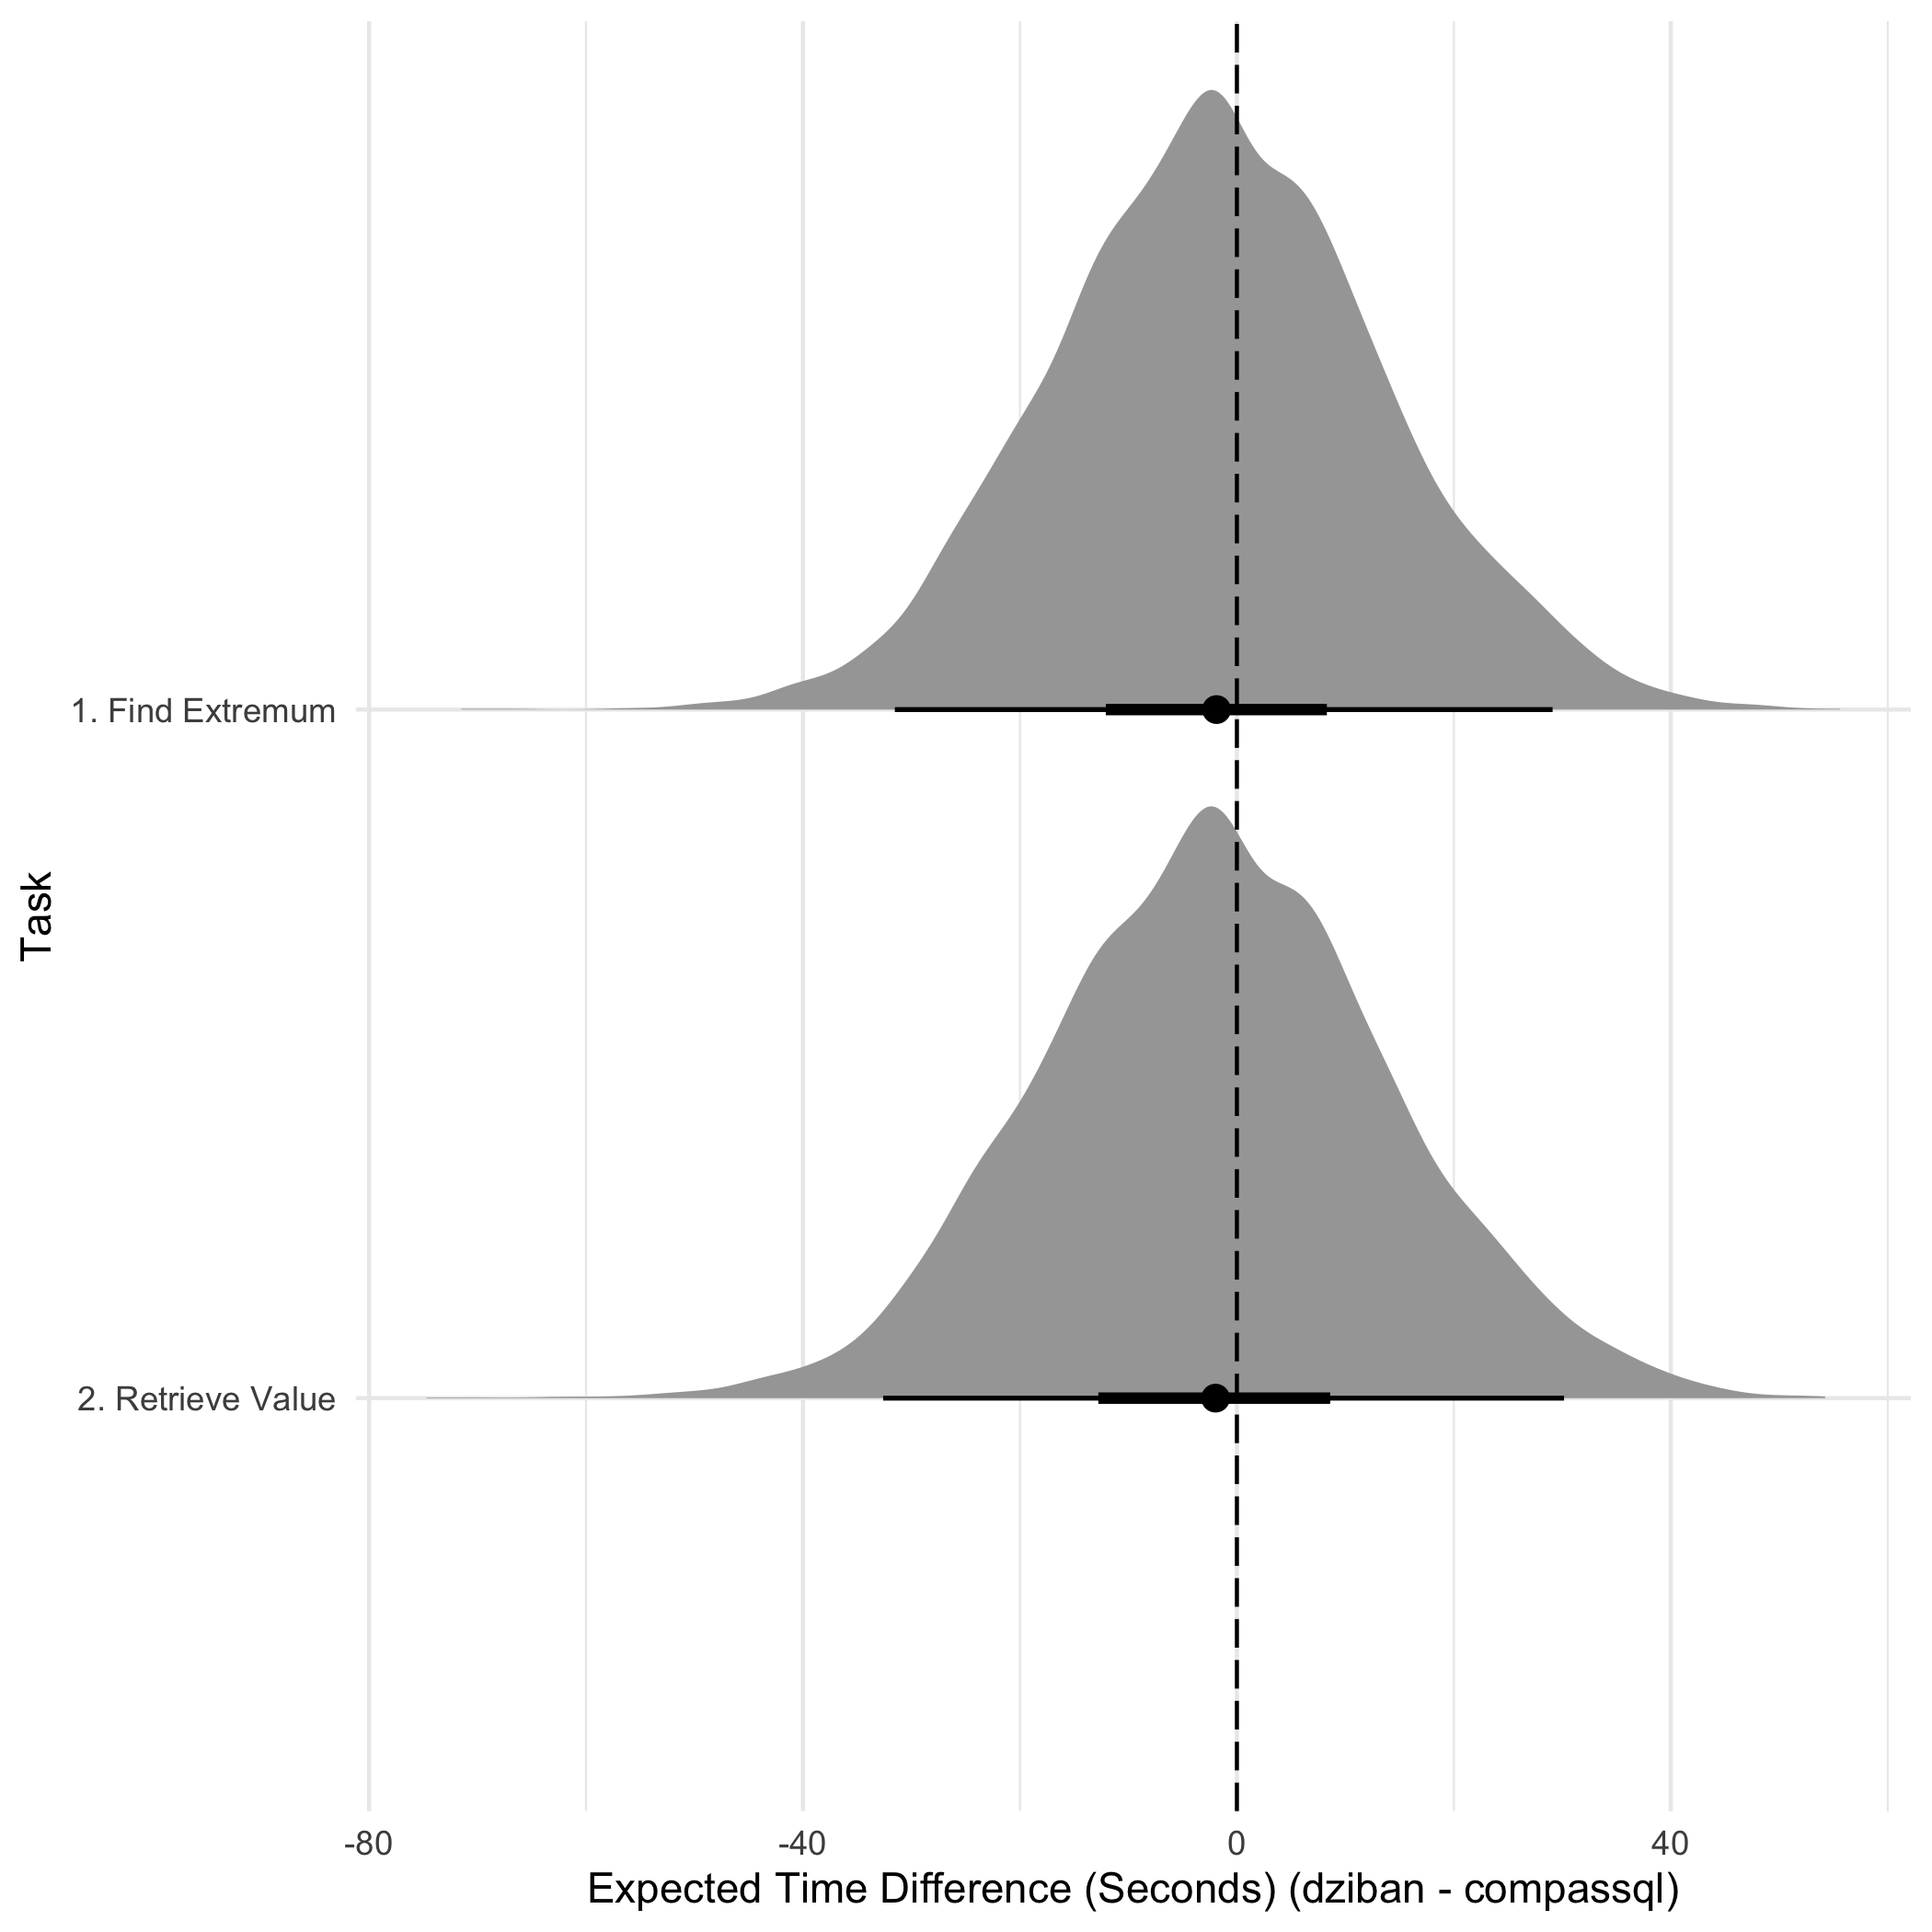 1. Find Extremum
Task
2. Retrieve Value
-80 -40 0 40
Expected Time Difference (Seconds) (dziban - compassql)